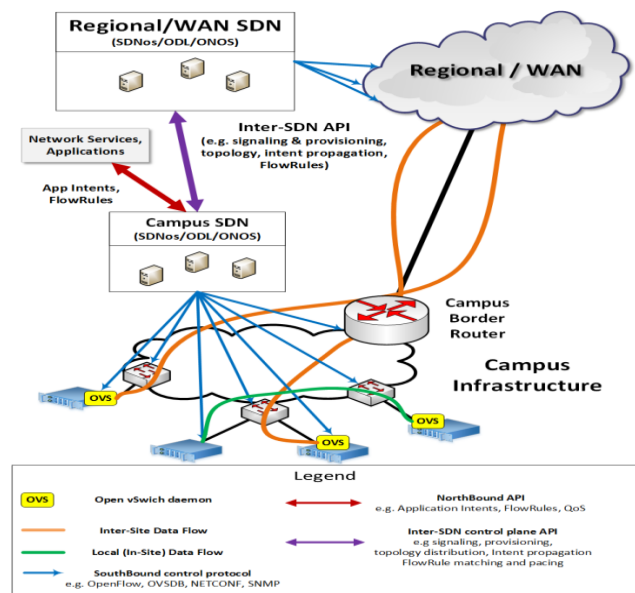 Regional/WAN SDN
(SDNos/ODL/ONOS)
Regional / WAN
Network Services,
Applications
Inter-SDN API
(e.g. signaling & provisioning,
topology, intent propagation,
FlowRules)
App Intents,
FlowRules
Campus SDN
(SDNos/ODL/ONOS)
Campus
Border
Router
Campus
Infrastructure
OVS
OVS
OVS
Legend
OVS
Open vSwich daemon
Inter-Site Data Flow
Local (In-Site) Data Flow
SouthBound control protocol
e.g. OpenFlow, OVSDB, NETCONF, SNMP
NorthBound API
e.g. Application Intents, FlowRules, QoS
Inter-SDN control plane API
e.g signaling, provisioning,
topology distribution, Intent propagation
FlowRule matching and pacing